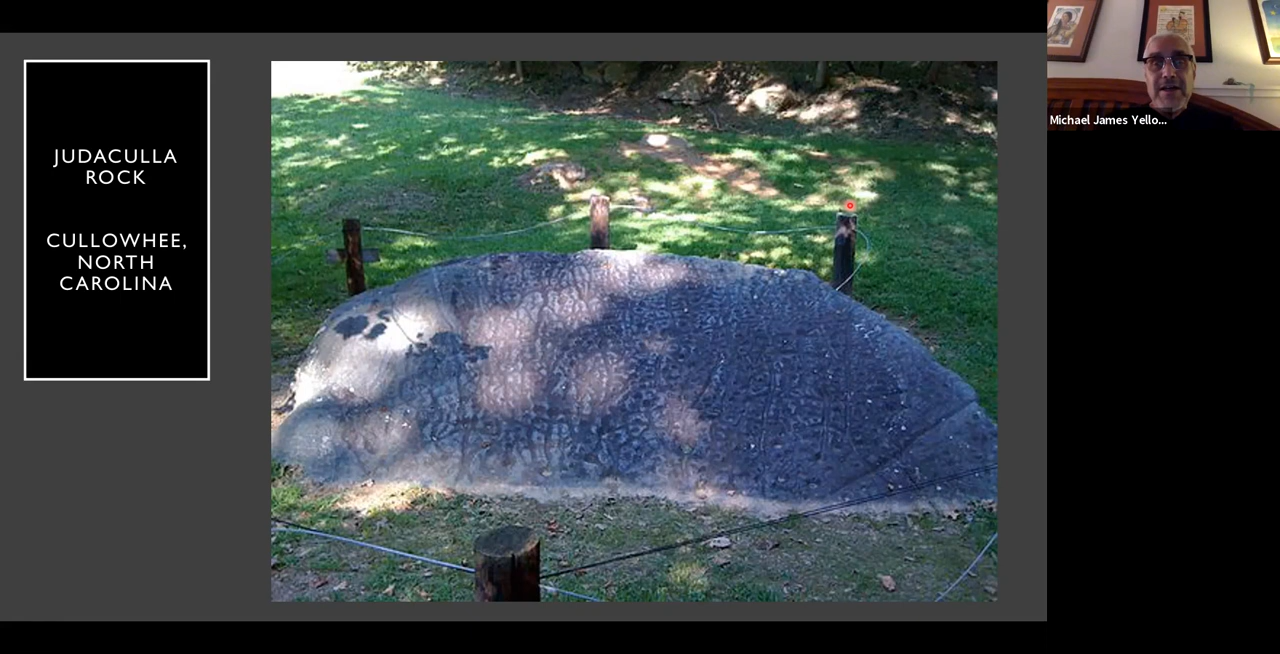 JUDACULLA
ROCK
CULLOWHEE,
NORTH
CAROLINA
Michael James Yello...